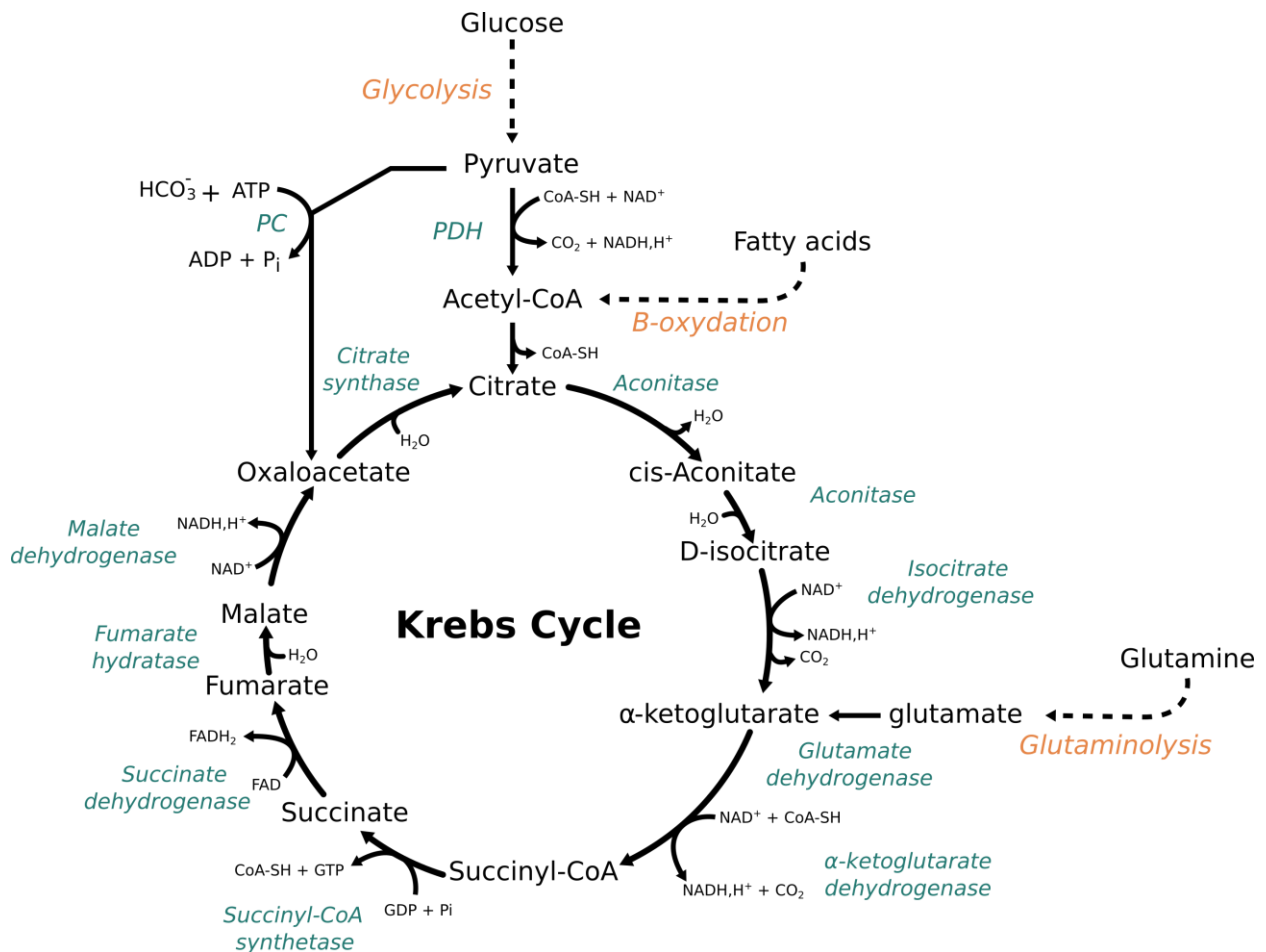 Glucose
Glycolysis
Pyruvate
HCO₃⁻ + ATP
PC
ADP + Pᵢ
PDH
CoA-SH + NAD⁺
CO₂ + NADH,H⁺
Fatty acids
Acetyl-CoA
B-oxydation
CoA-SH
Citrate
synthase
Citrate
Aconitase
H₂O
H₂O
Oxaloacetate
cis-Aconitate
Aconitase
H₂O
NADH,H⁺
Malate
dehydrogenase
NAD⁺
D-isocitrate
Isocitrate
dehydrogenase
NAD⁺
NADH,H⁺
CO₂
Malate
Krebs Cycle
Fumarate
hydratase
H₂O
Fumarate
Glutamine
α-ketoglutarate
glutamate
Glutaminolysis
Glutamate
dehydrogenase
FADH₂
Succinate
dehydrogenase
FAD
Succinate
NAD⁺ + CoA-SH
α-ketoglutarate
dehydrogenase
NADH,H⁺ + CO₂
Succinyl-CoA
CoA-SH + GTP
GDP + Pi
Succinyl-CoA
synthetase